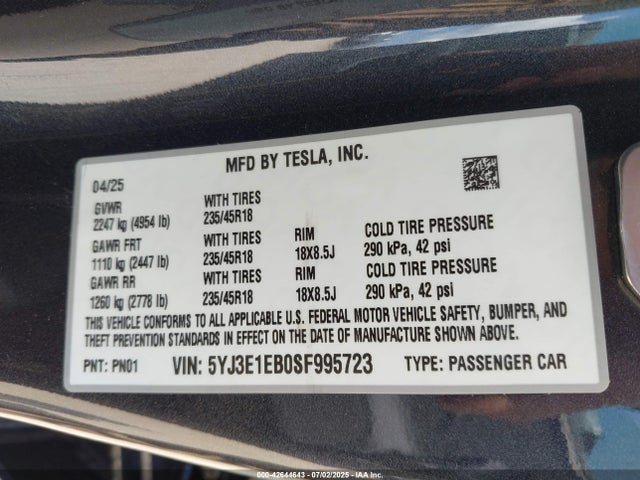 MFD BY TESLA, INC.
04/25
GVWR WITH TIRES
2247 kg (4954 lb) 235/45R18
GAWR FRT WITH TIRES RIM COLD TIRE PRESSURE
1110 kg (2447 lb) 235/45R18 18X8.5J 290 kPa, 42 psi
GAWR RR WITH TIRES RIM COLD TIRE PRESSURE
1260 kg (2778 lb) 235/45R18 18X8.5J 290 kPa, 42 psi
THIS VEHICLE CONFORMS TO ALL APPLICABLE U.S. FEDERAL MOTOR VEHICLE SAFETY, BUMPER, AND
THEFT PREVENTION STANDARDS IN EFFECT ON THE DATE OF MANUFACTURE SHOWN ABOVE.
PNT: PN01 VIN: 5YJ3E1EB0SF995723 TYPE: PASSENGER CAR
000-42644643 - 07/02/2025 - IAA Inc.